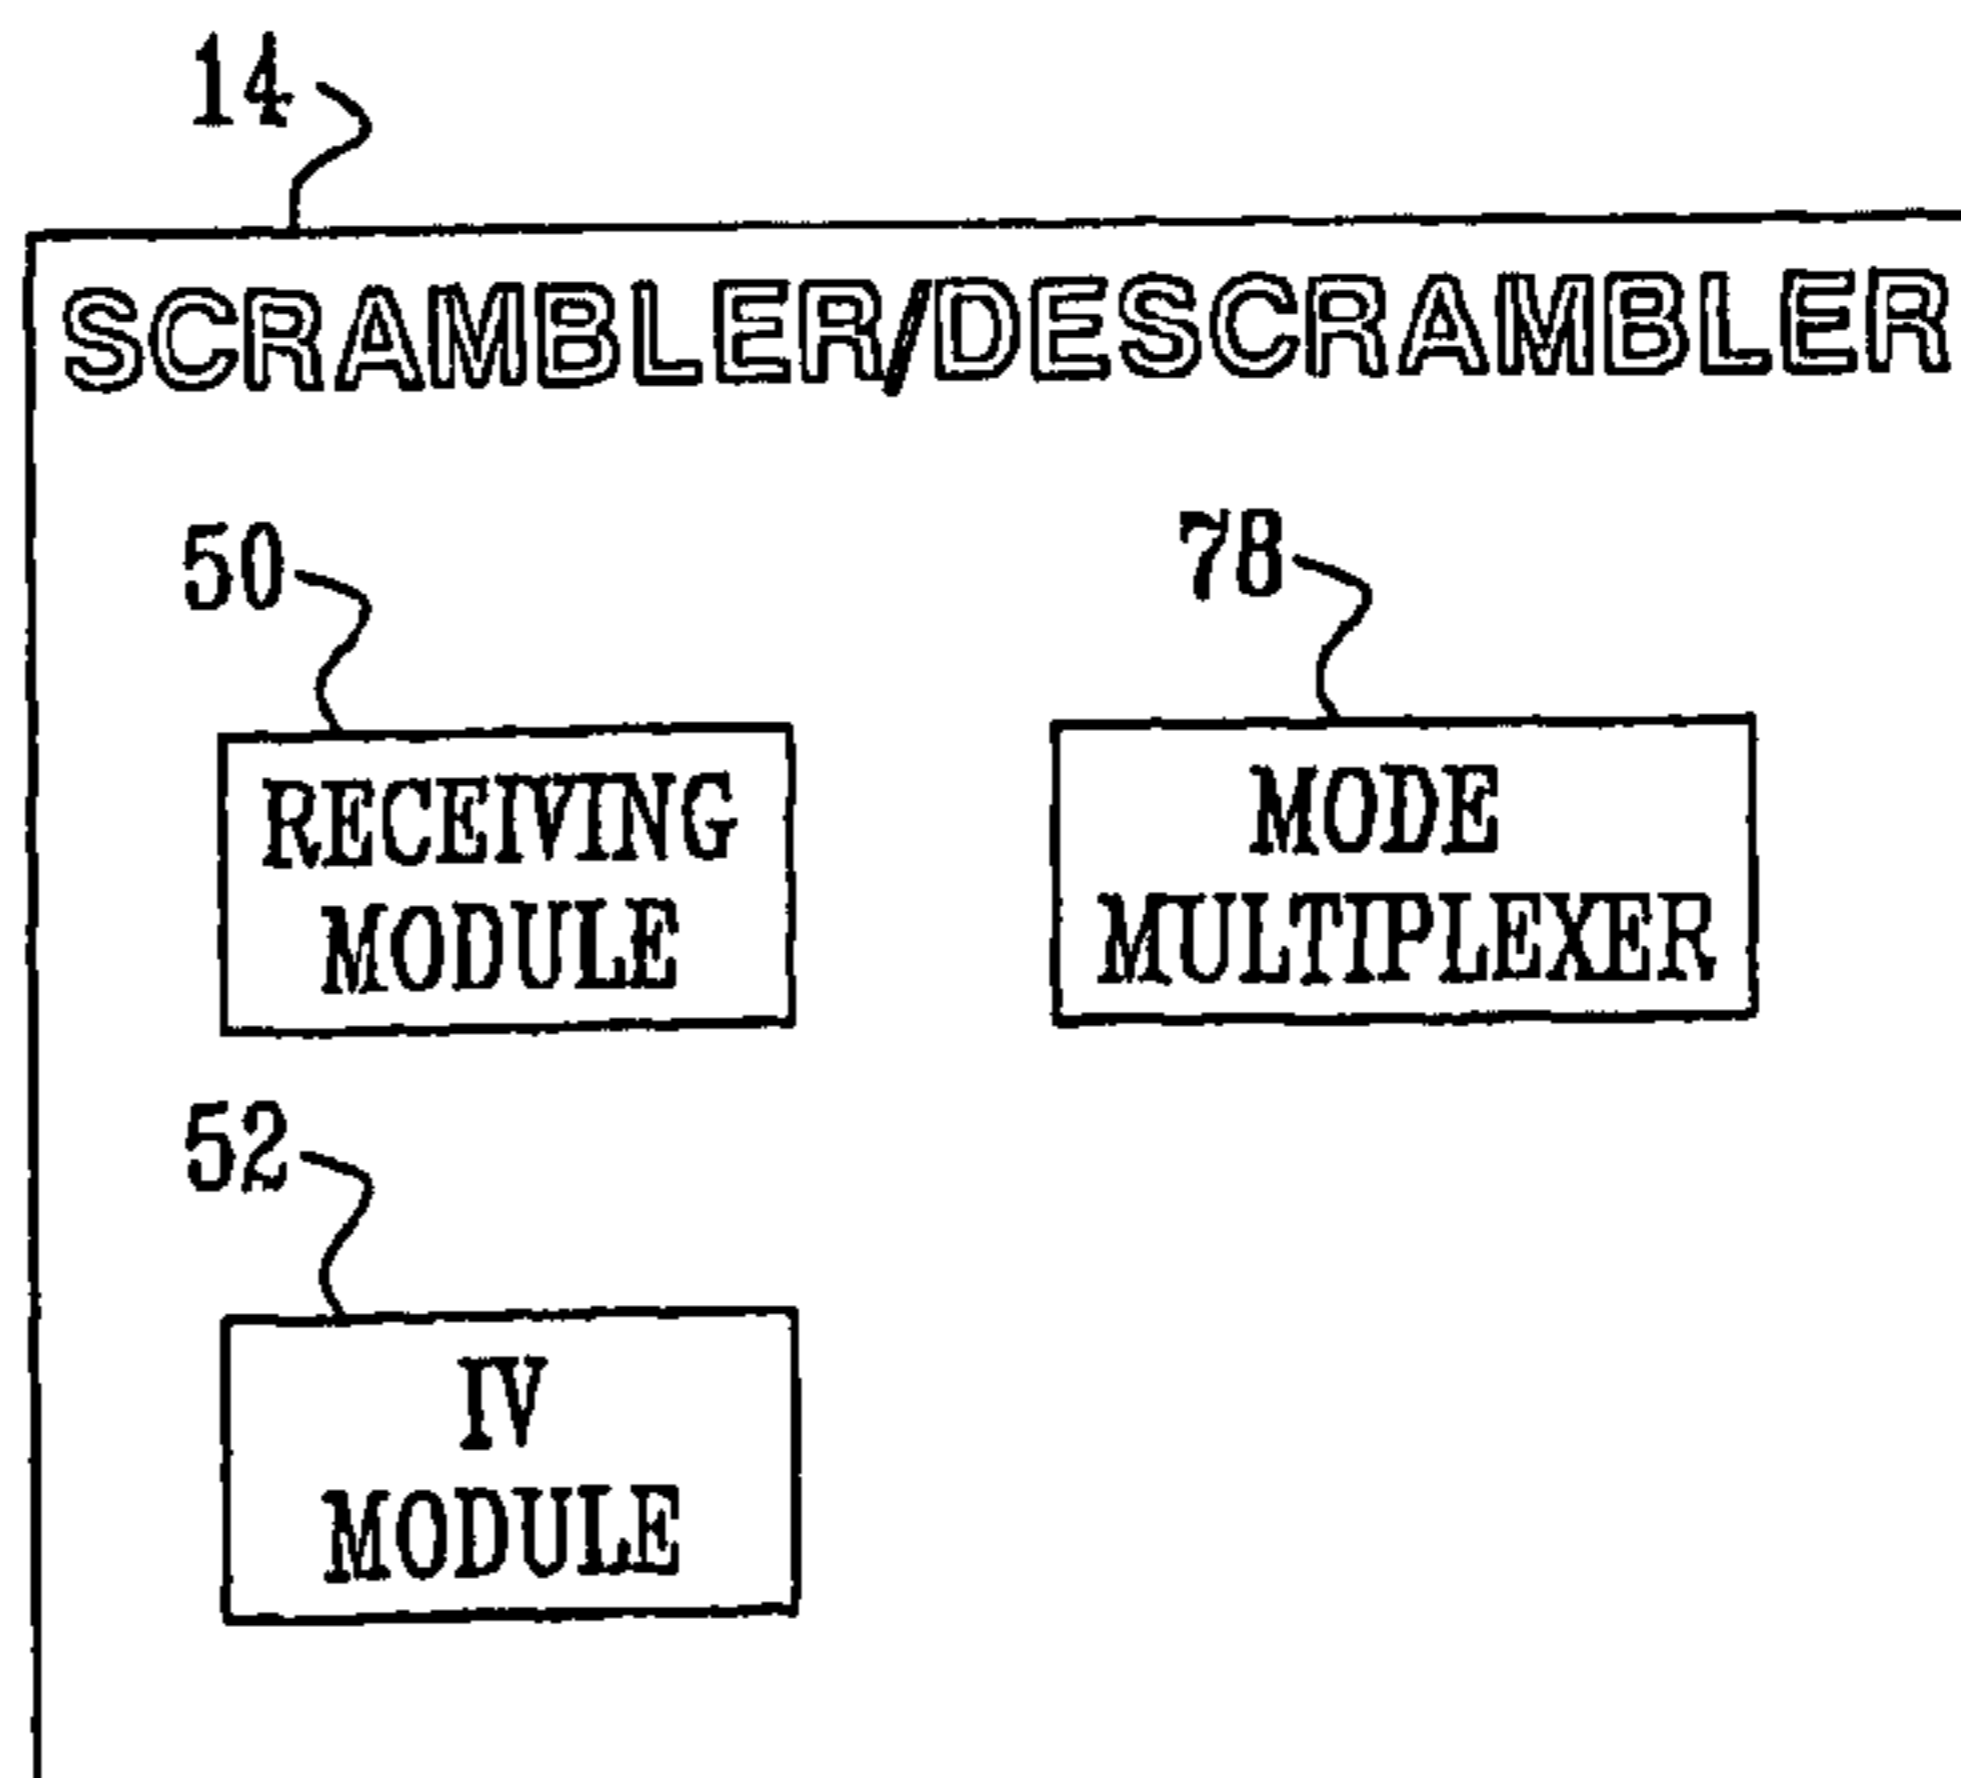 14
SCRAMBLER/DESCRAMBLER
50
78
RECEIVING
MODULE
MODE
MULTIPLEXER
52
IV
MODULE